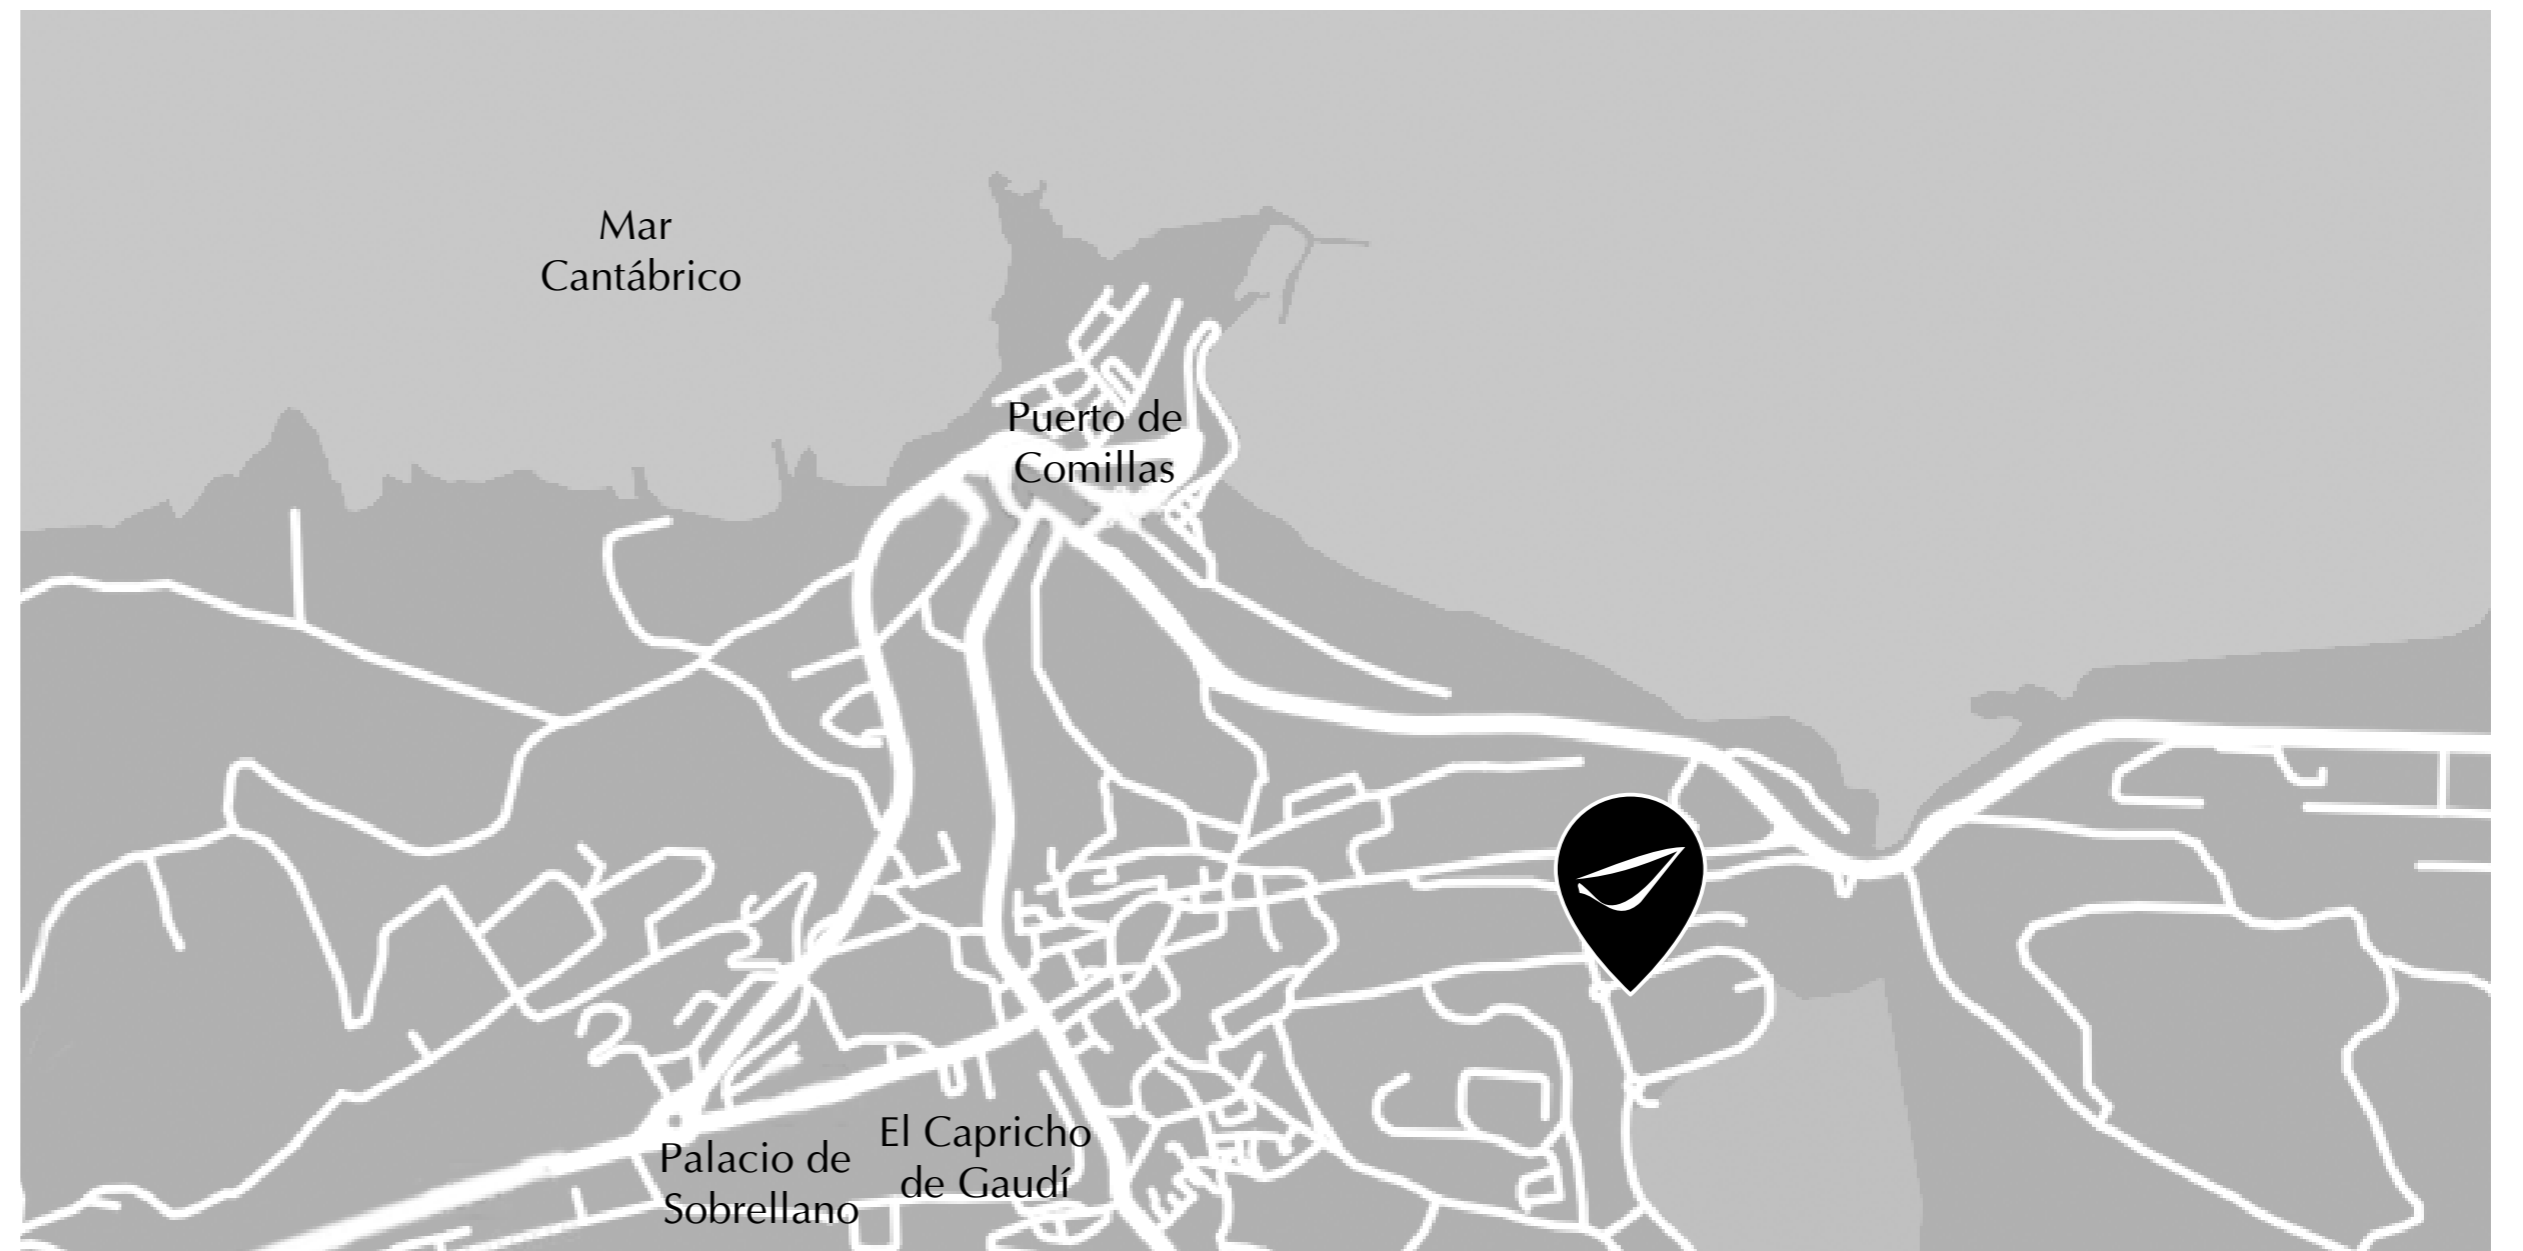 Mar
Cantábrico
Puerto de
Comillas
El Capricho
de Gaudí
Palacio de
Sobrellano